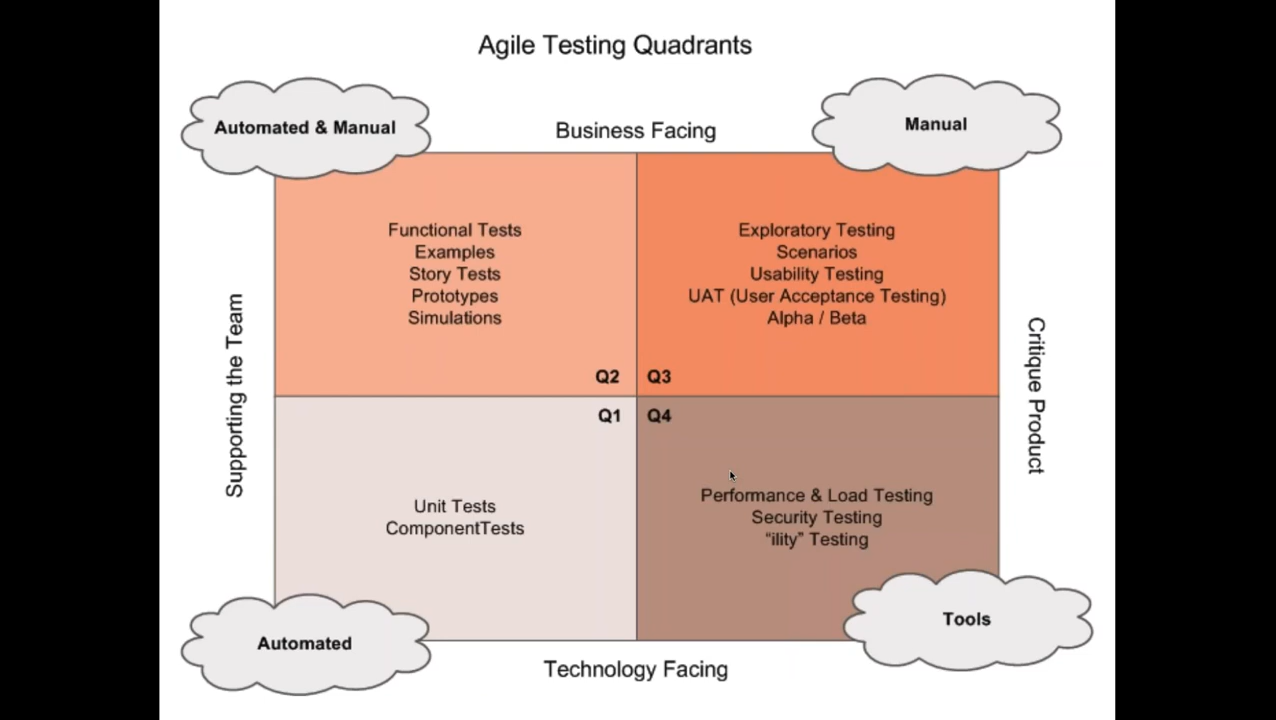 Agile Testing Quadrants
Automated & Manual
Business Facing
Manual
Functional Tests
Examples
Story Tests
Prototypes
Simulations
Q2
Exploratory Testing
Scenarios
Usability Testing
UAT (User Acceptance Testing)
Alpha / Beta
Q3
Supporting the Team
Critique Product
Q1
Unit Tests
ComponentTests
Q4
Performance & Load Testing
Security Testing
“ility” Testing
Automated
Technology Facing
Tools